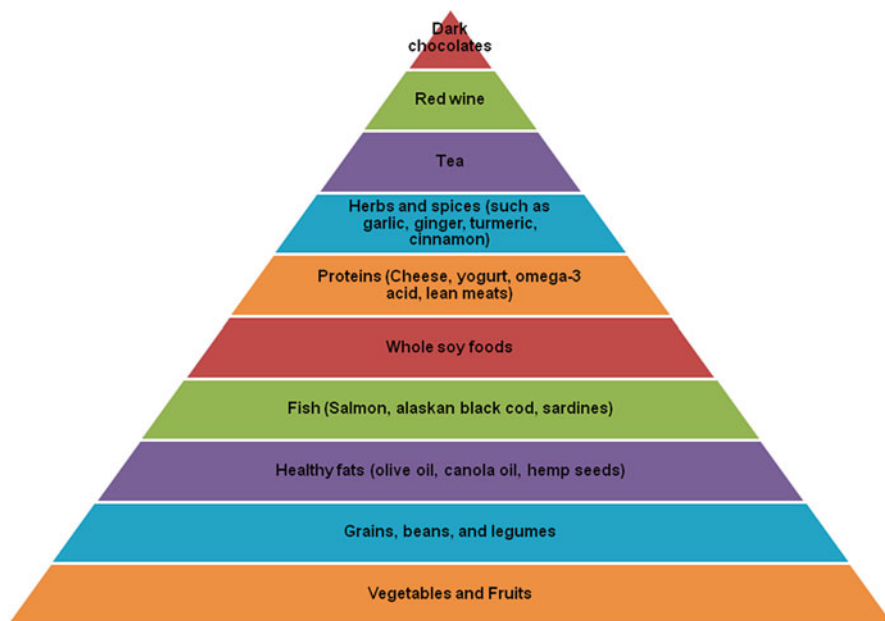 Dark
chocolates
Red wine
Tea
Herbs and spices (such as
garlic, ginger, turmeric,
cinnamon)
Proteins (Cheese, yogurt, omega-3
acid, lean meats)
Whole soy foods
Fish (Salmon, alaskan black cod, sardines)
Healthy fats (olive oil, canola oil, hemp seeds)
Grains, beans, and legumes
Vegetables and Fruits